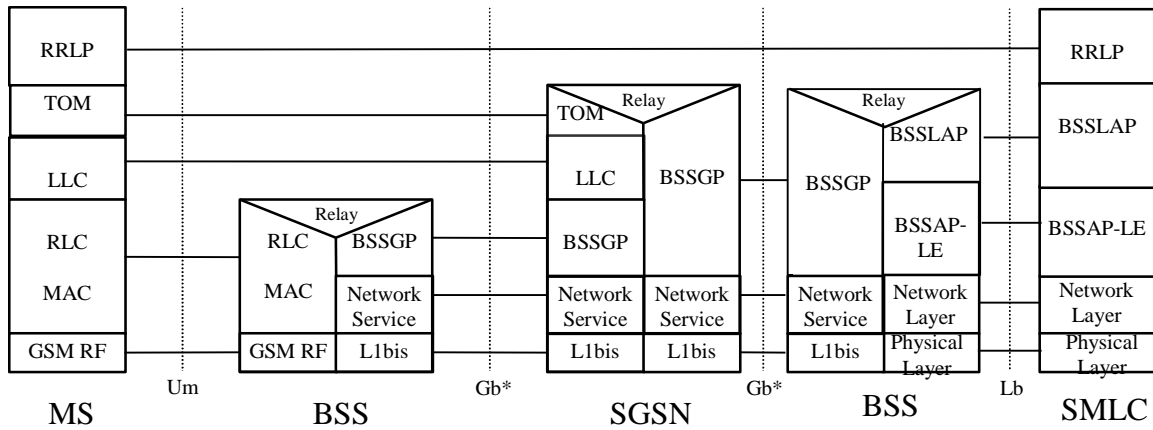 RRLP
TOM
LLC
RLC
MAC
GSM RF
MS
Um
Relay
RLC
MAC
GSM RF
BSSGP
Network
Service
L1bis
BSS
Gb*
Relay
TOM
LLC
BSSGP
Network
Service
L1bis
BSSGP
Network
Service
L1bis
SGSN
Gb*
Relay
BSSGP
Network
Service
L1bis
BSSLAP
BSSAP-
LE
Network
Layer
Physical
Layer
BSS
Lb
RRLP
BSSLAP
BSSAP-LE
Network
Layer
Physical
Layer
SMLC